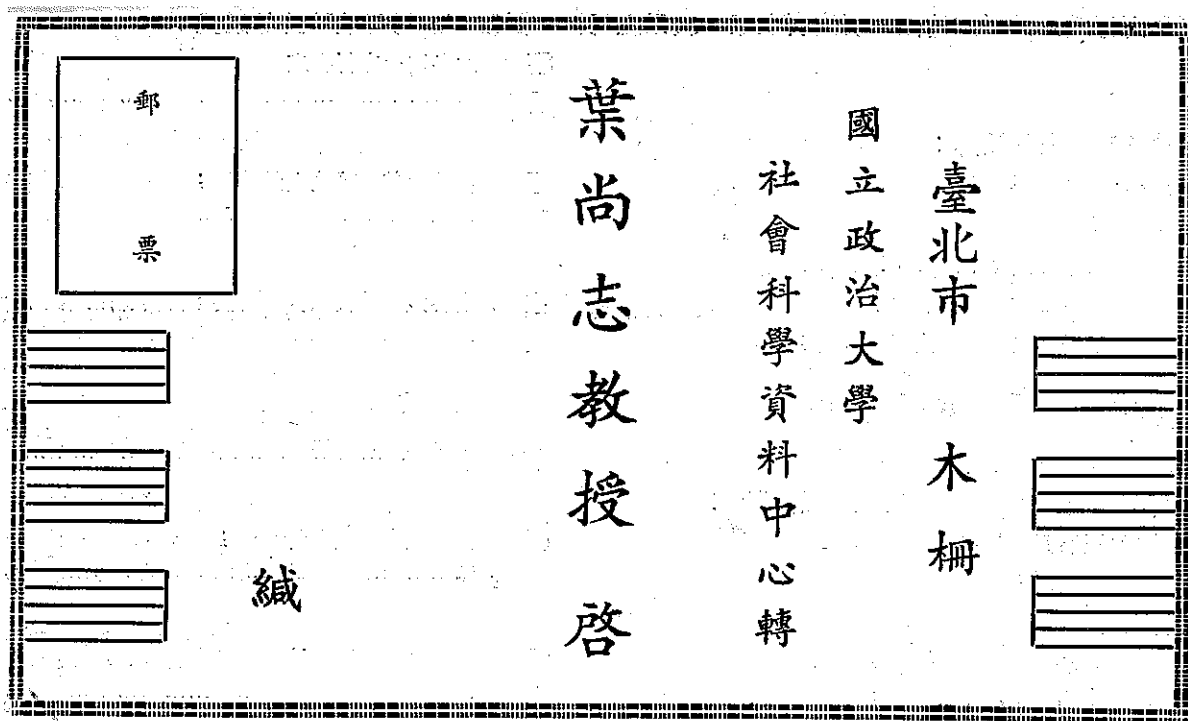 臺北市 木柵
國立政治大學
社會科學資料中心轉
葉尚志教授 啓
緘
郵票